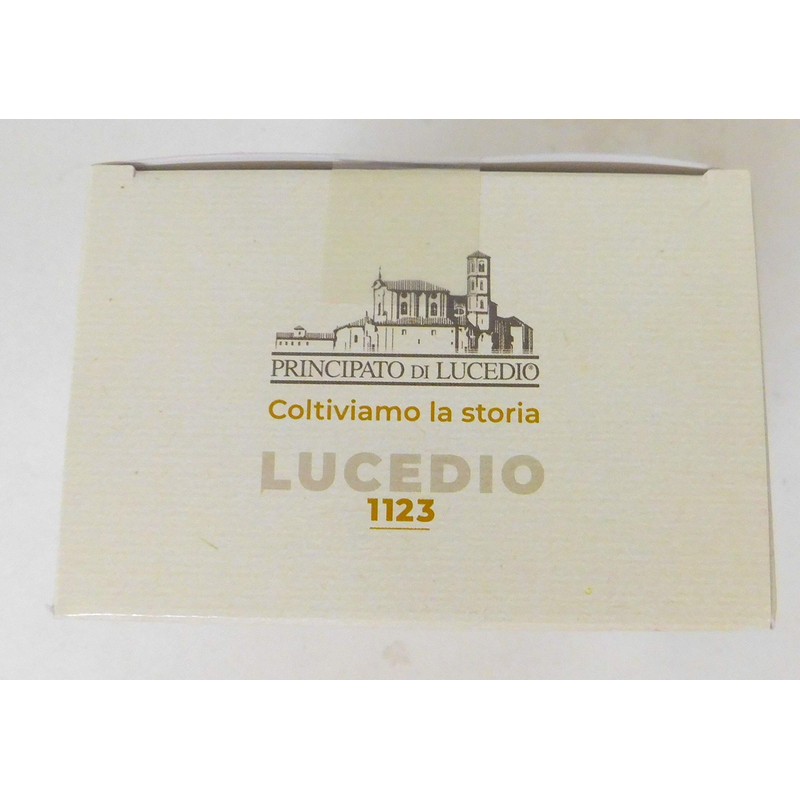 PRINCIPATO DI LUCEDIO®
Coltiviamo la storia
LUCEDIO
1123